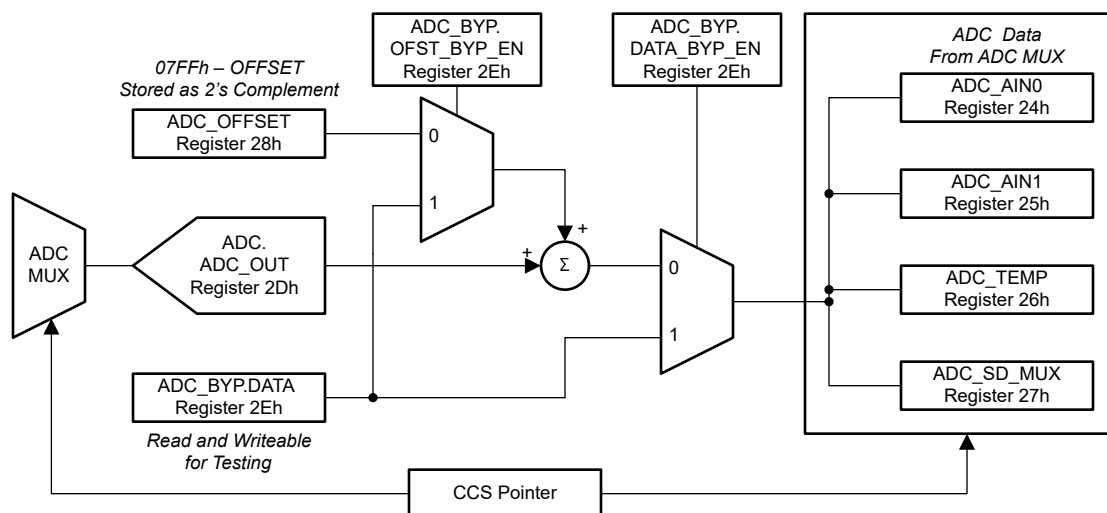 ADC_BYP.
OFST_BYP_EN
Register 2Eh
ADC_BYP.
DATA_BYP_EN
Register 2Eh
ADC Data
From ADC MUX
07FFh – OFFSET
Stored as 2's Complement
ADC_OFFSET
Register 28h
0
1
ADC_AIN0
Register 24h
ADC_AIN1
Register 25h
ADC
MUX
ADC.
ADC_OUT
Register 2Dh
+
+
Σ
0
1
ADC_TEMP
Register 26h
ADC_BYP.DATA
Register 2Eh
ADC_SD_MUX
Register 27h
Read and Writeable
for Testing
CCS Pointer